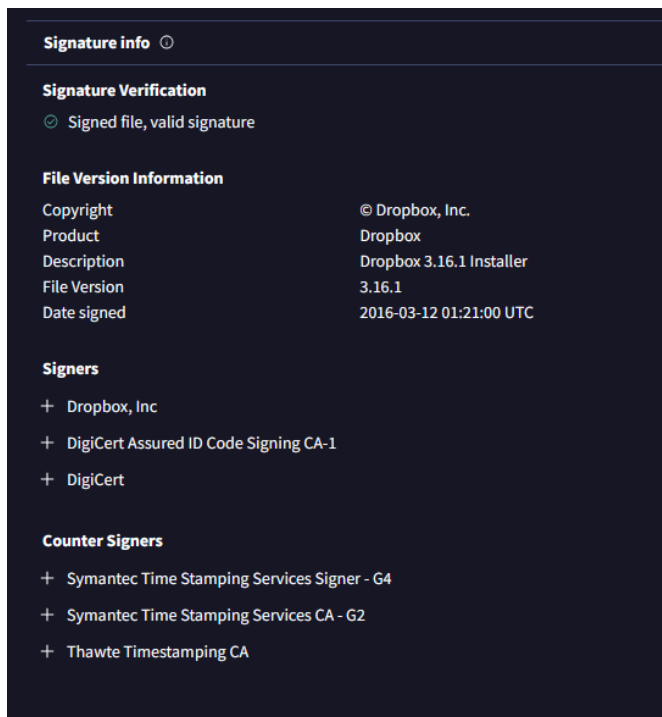 Signature info
Signature Verification
Signed file, valid signature
File Version Information
Copyright © Dropbox, Inc.
Product Dropbox
Description Dropbox 3.16.1 Installer
File Version 3.16.1
Date signed 2016-03-12 01:21:00 UTC
Signers
Dropbox, Inc
DigiCert Assured ID Code Signing CA-1
DigiCert
Counter Signers
Symantec Time Stamping Services Signer - G4
Symantec Time Stamping Services CA - G2
Thawte Timestamping CA